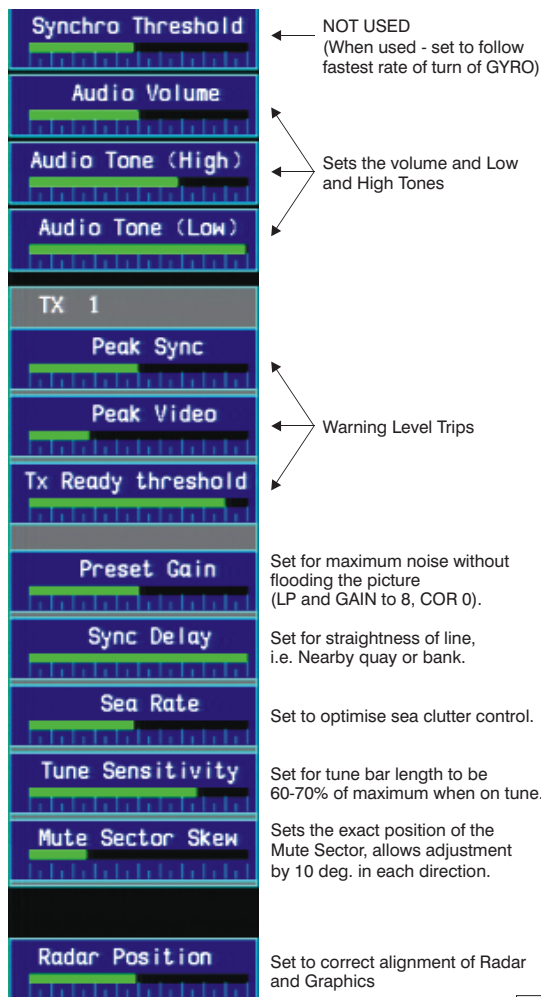 Synchro Threshold
NOT USED
(When used - set to follow
fastest rate of turn of GYRO)
Audio Volume
Audio Tone (High)
Audio Tone (Low)
Sets the volume and Low
and High Tones
TX 1
Peak Sync
Peak Video
Tx Ready threshold
Warning Level Trips
Preset Gain
Set for maximum noise without
flooding the picture
(LP and GAIN to 8, COR 0).
Sync Delay
Set for straightness of line,
i.e. Nearby quay or bank.
Sea Rate
Set to optimise sea clutter control.
Tune Sensitivity
Set for tune bar length to be
60-70% of maximum when on tune.
Mute Sector Skew
Sets the exact position of the
Mute Sector, allows adjustment
by 10 deg. in each direction.
Radar Position
Set to correct alignment of Radar
and Graphics